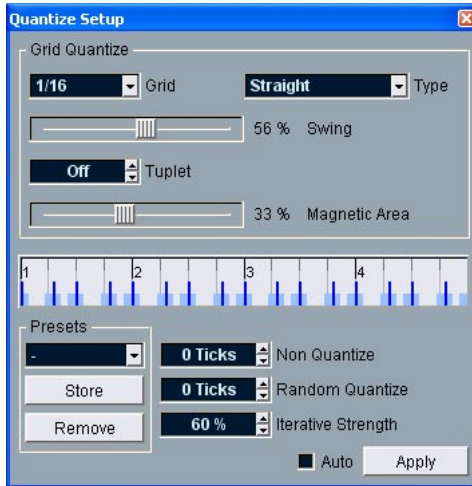 Quantize Setup
Grid Quantize
1/16 Grid Straight Type
56 % Swing
Off Tuplet
33 % Magnetic Area
1 2 3 4
Presets
-
Store
Remove
0 Ticks Non Quantize
0 Ticks Random Quantize
60 % Iterative Strength
Auto Apply